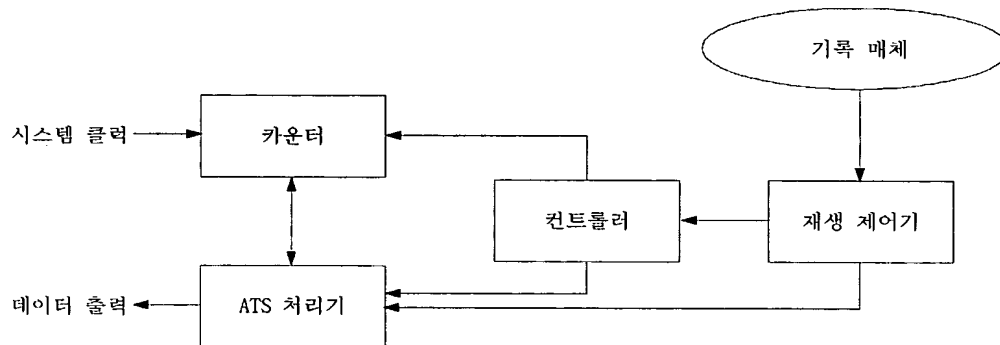 기록 매체
시스템 클럭
카운터
컨트롤러
재생 제어기
데이터 출력
ATS 처리기